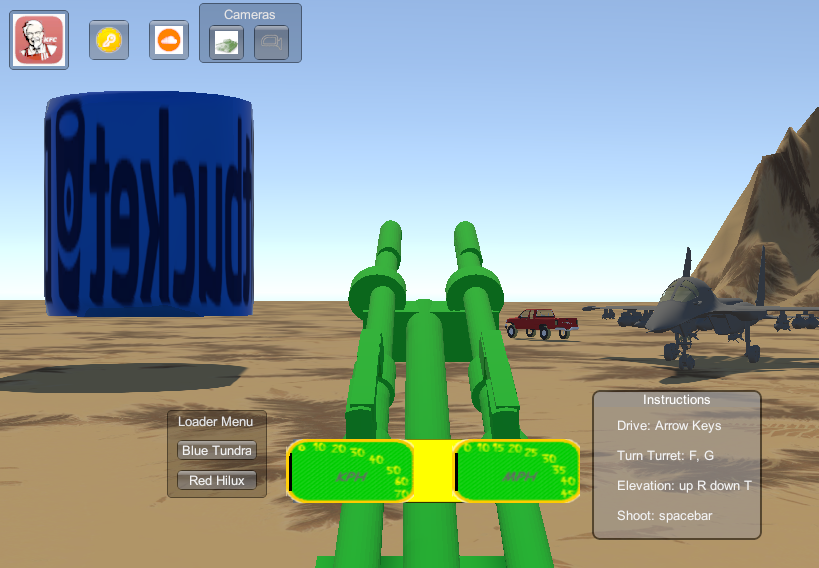 Cameras
KFC
tbucket
Loader Menu
Blue Tundra
Red Hilux
0 10 20 30 40 50 60 70
KPH
0 10 15 20 25 30 35 40 45
MPH
Instructions
Drive: Arrow Keys
Turn Turret: F, G
Elevation: up R down T
Shoot: spacebar